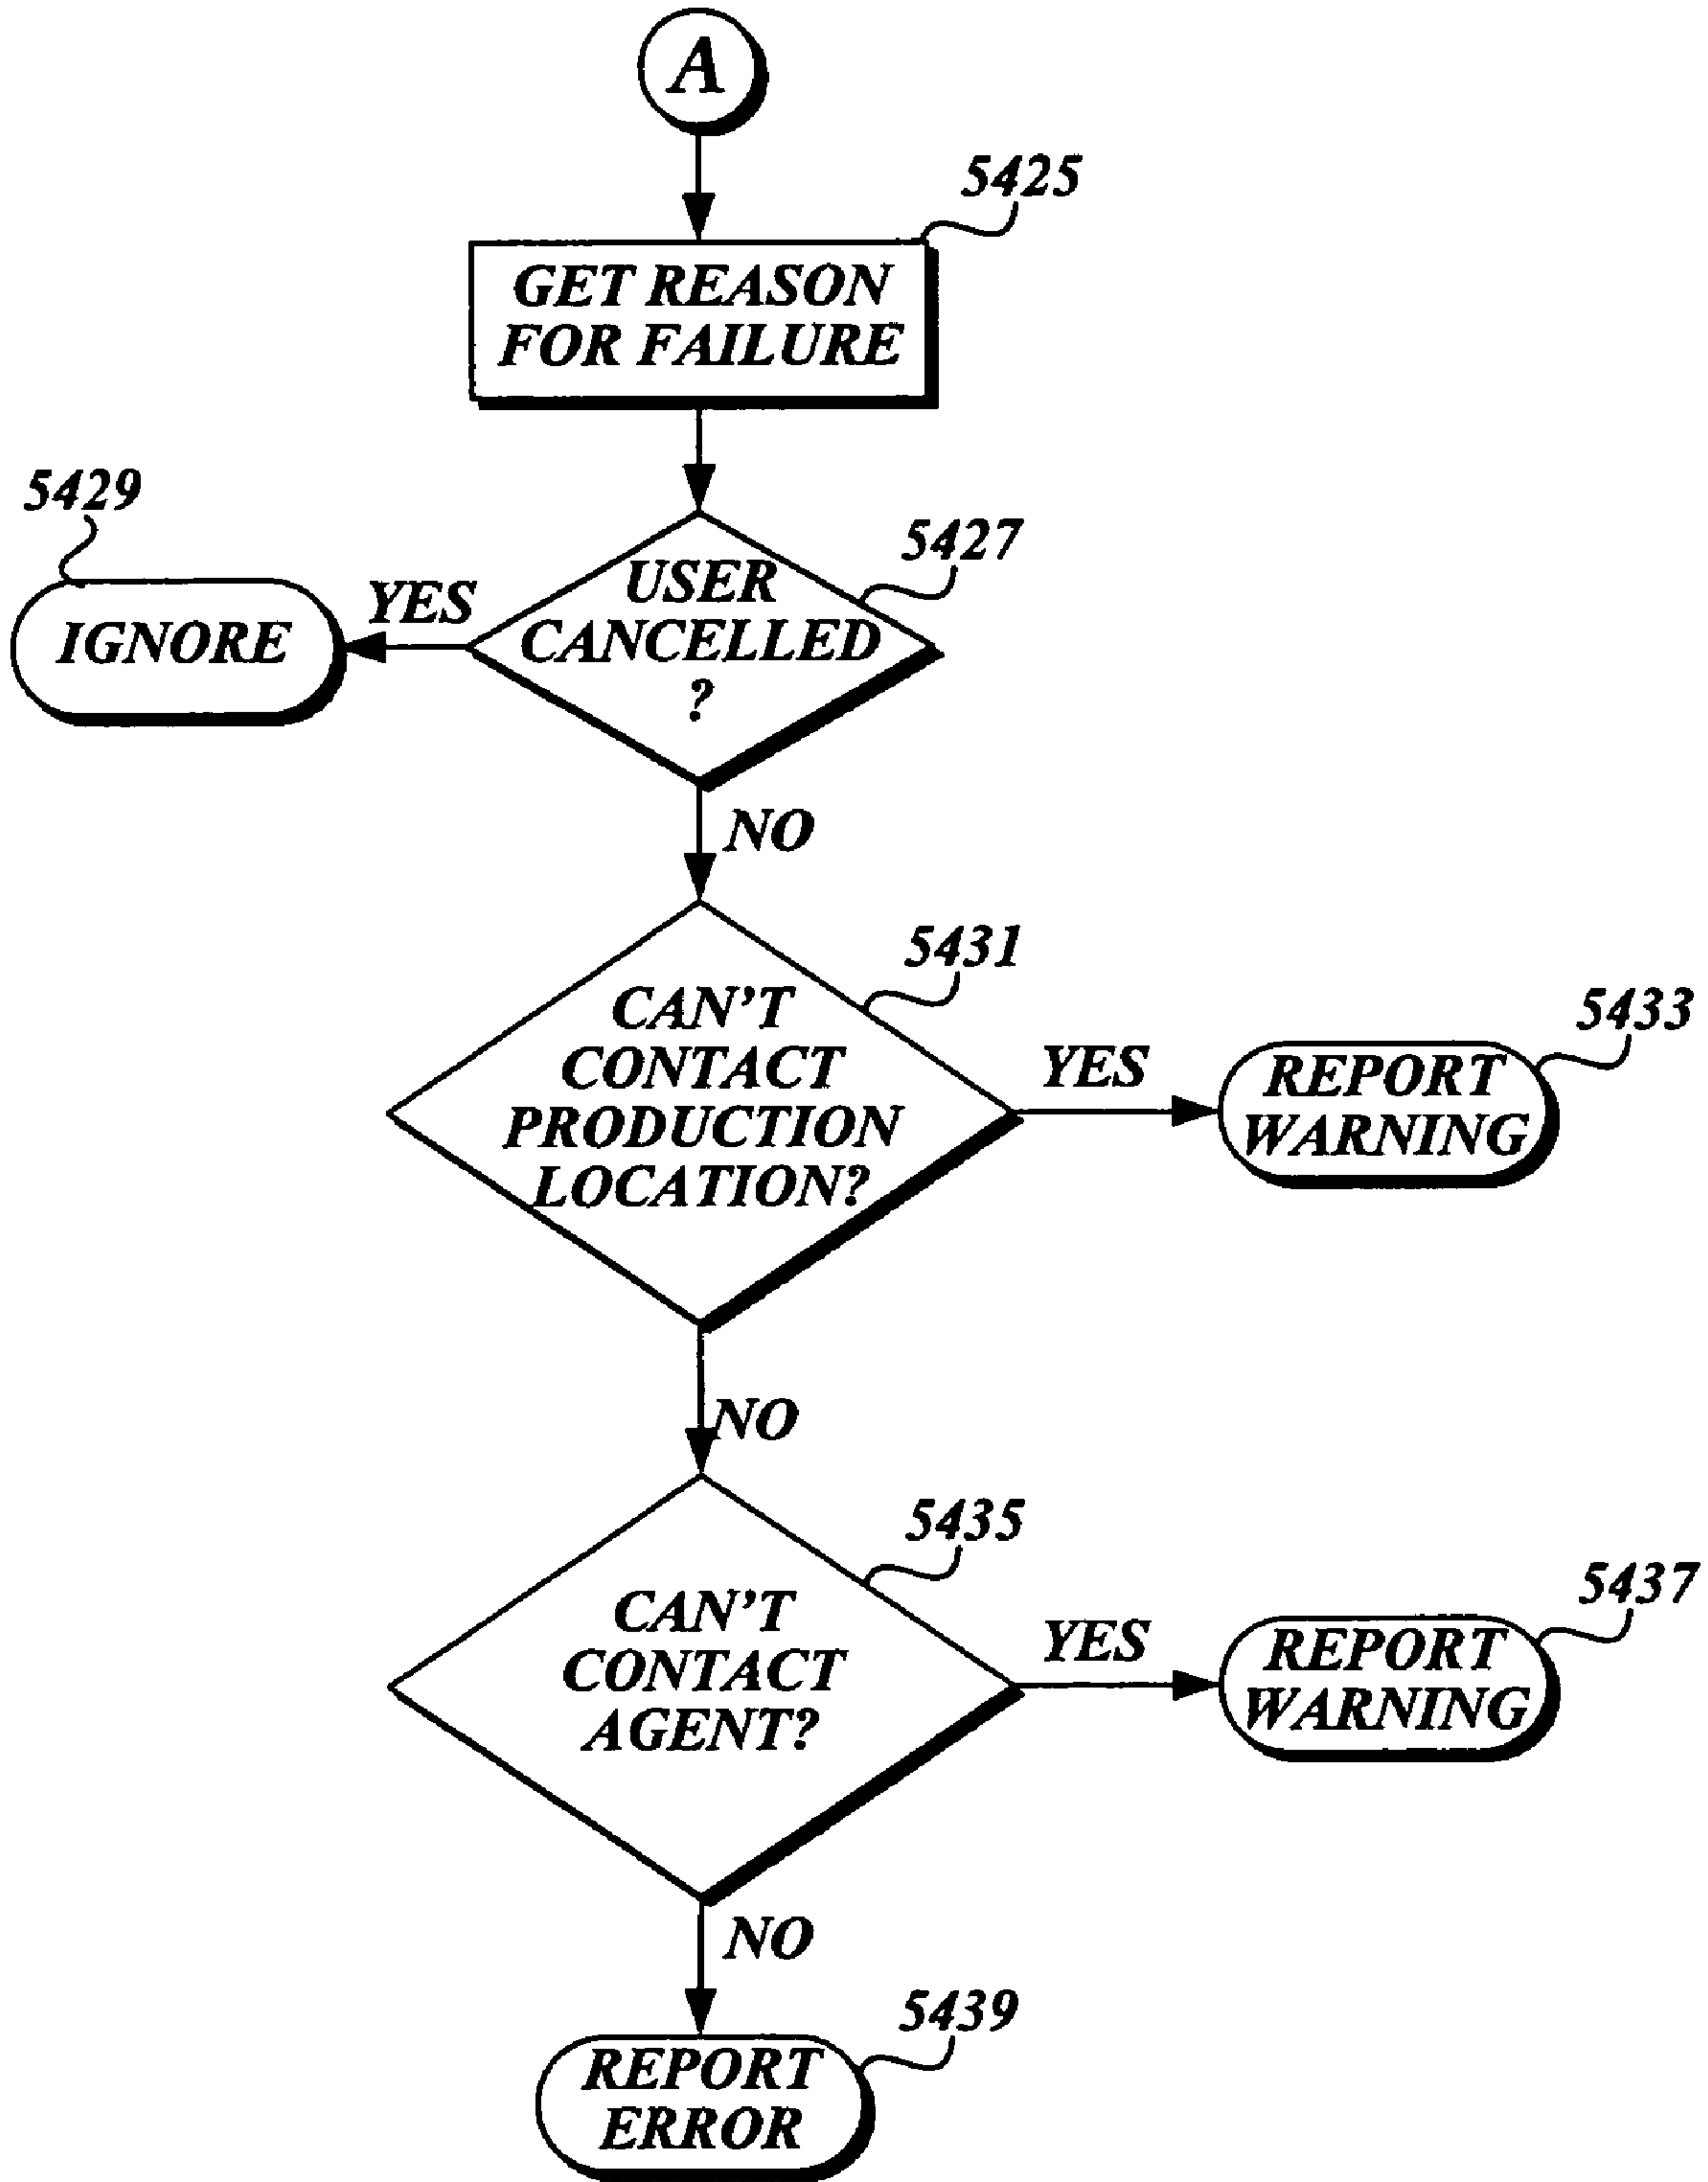 A
5425
GET REASON
FOR FAILURE
5429
5427
IGNORE
YES
USER
CANCELLED
?
NO
5431
CAN'T
CONTACT
PRODUCTION
LOCATION?
YES
5433
REPORT
WARNING
NO
5435
CAN'T
CONTACT
AGENT?
YES
5437
REPORT
WARNING
NO
5439
REPORT
ERROR